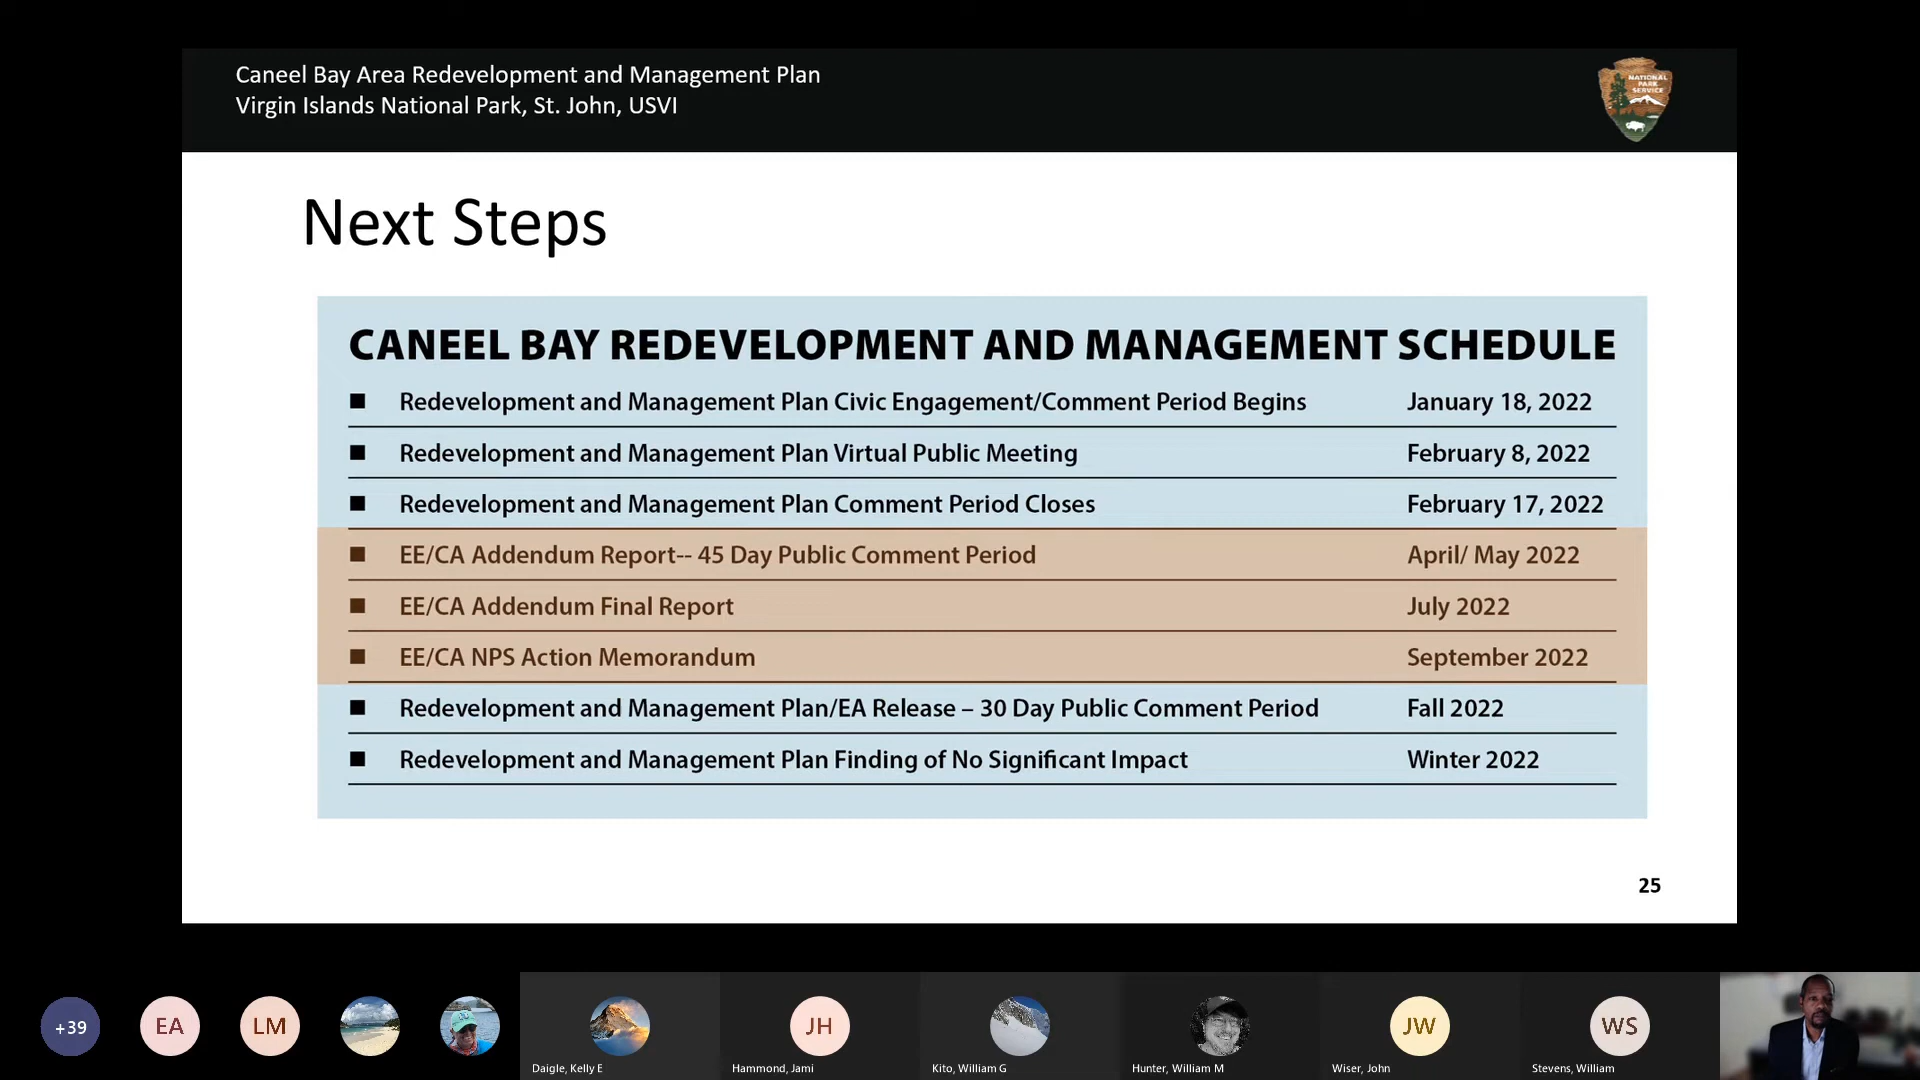 Caneel Bay Area Redevelopment and Management Plan
Virgin Islands National Park, St. John, USVI
NATIONAL
PARK
SERVICE
Next Steps
CANEEL BAY REDEVELOPMENT AND MANAGEMENT SCHEDULE
■ Redevelopment and Management Plan Civic Engagement/Comment Period Begins January 18, 2022
■ Redevelopment and Management Plan Virtual Public Meeting February 8, 2022
■ Redevelopment and Management Plan Comment Period Closes February 17, 2022
■ EE/CA Addendum Report-- 45 Day Public Comment Period April/ May 2022
■ EE/CA Addendum Final Report July 2022
■ EE/CA NPS Action Memorandum September 2022
■ Redevelopment and Management Plan/EA Release – 30 Day Public Comment Period Fall 2022
■ Redevelopment and Management Plan Finding of No Significant Impact Winter 2022
25
+39 EA LM JH JW WS
Daigle, Kelly E Hammond, Jami Kito, William G Hunter, William M Wiser, John Stevens, William